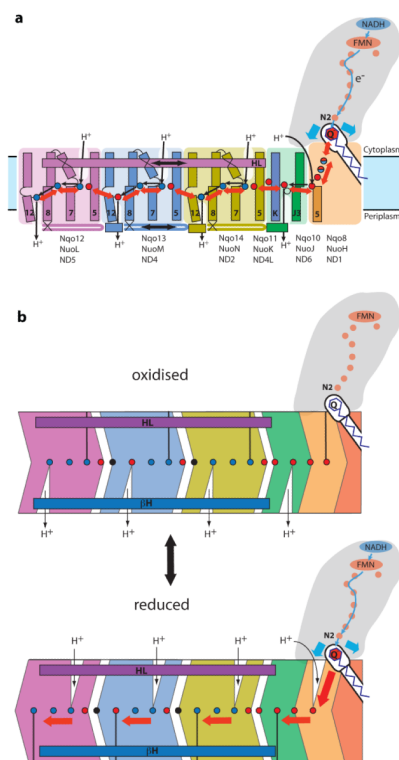 a
NADH
FMN
e-
N2
Q
H+ H+ H+ H+
Cytoplasm
HL
12 8 7 5 12 8 7 5 12 8 7 5 K J3 5
Periplasm
H+ H+ H+ H+
Nqo12 Nqo13 Nqo14 Nqo11 Nqo10 Nqo8
NuoL NuoM NuoN NuoK NuoJ NuoH
ND5 ND4 ND2 ND4L ND6 ND1
b
FMN
oxidised
N2
Q
HL
βH
H+ H+ H+ H+
reduced
NADH
FMN
H+ H+ H+ H+
N2
Q
HL
βH